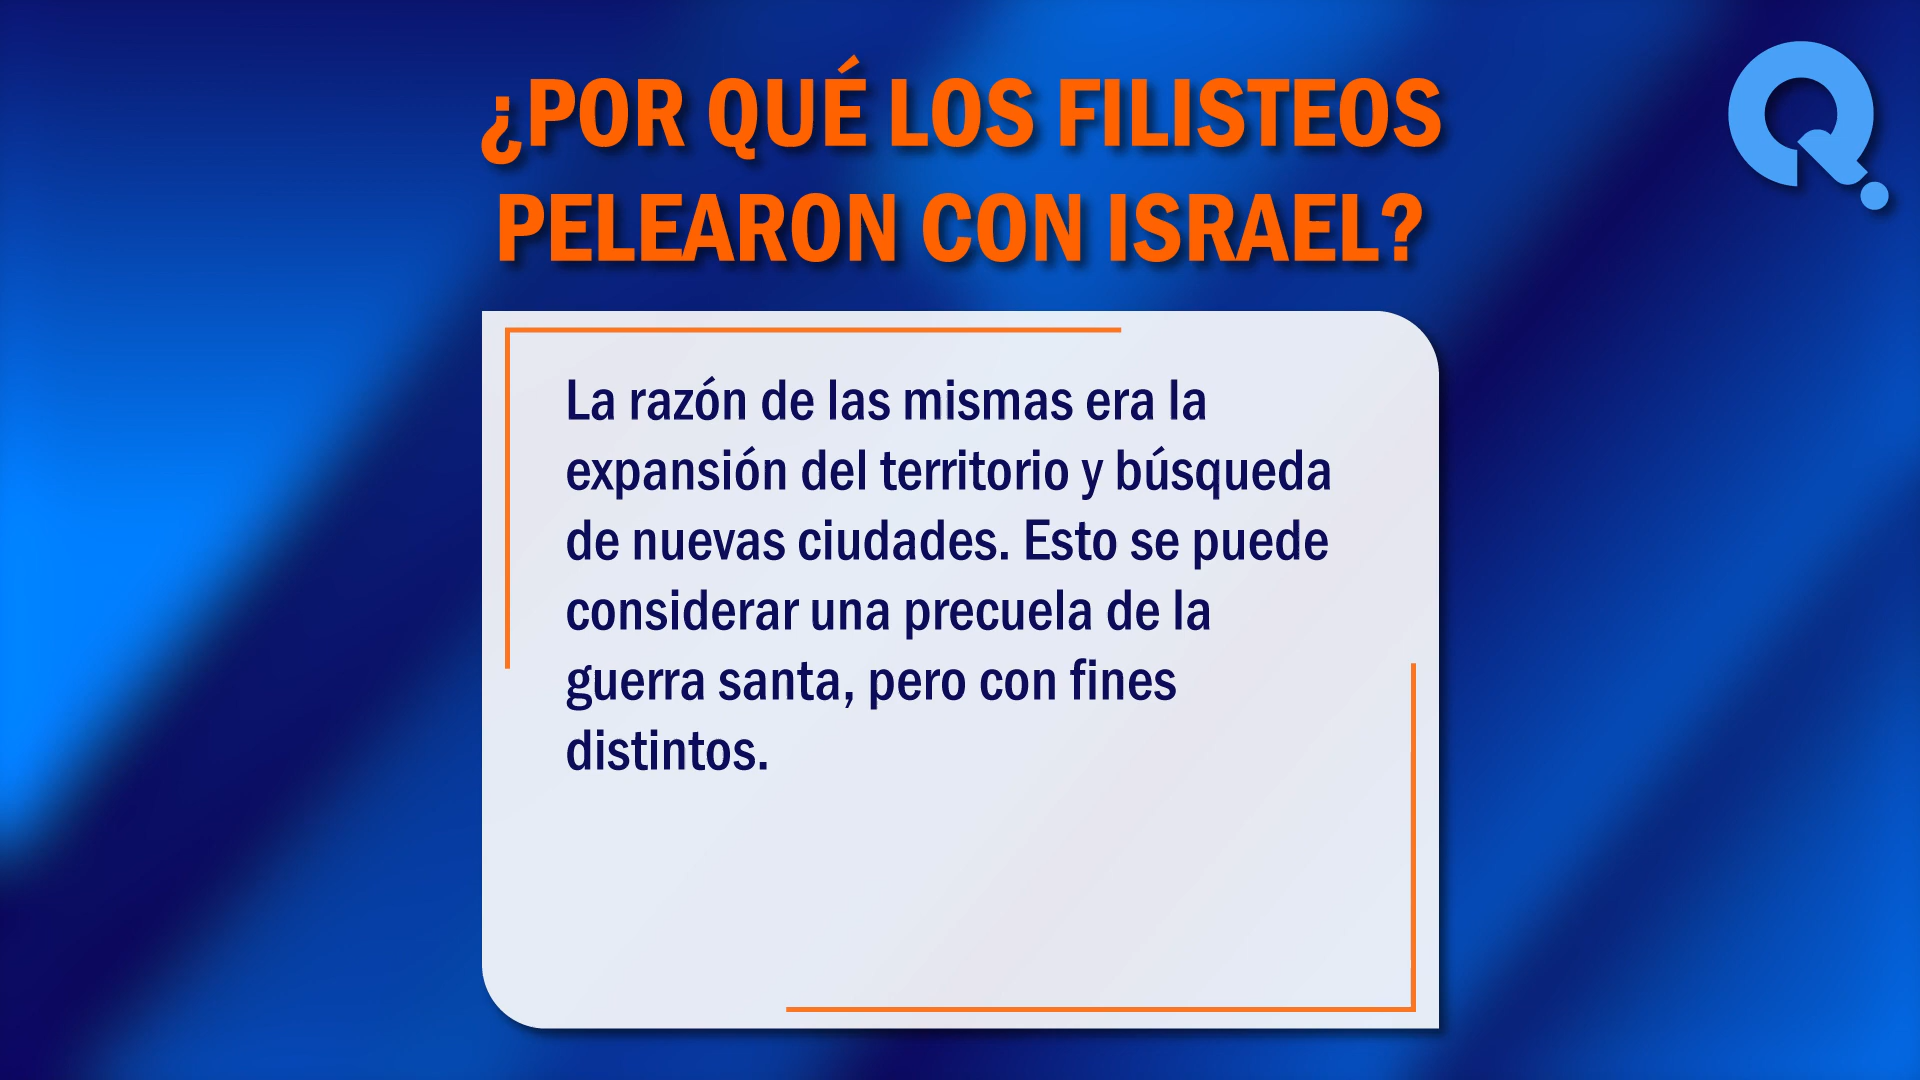 ¿POR QUÉ LOS FILISTEOS
PELEARON CON ISRAEL?
La razón de las mismas era la
expansión del territorio y búsqueda
de nuevas ciudades. Esto se puede
considerar una precuela de la
guerra santa, pero con fines
distintos.